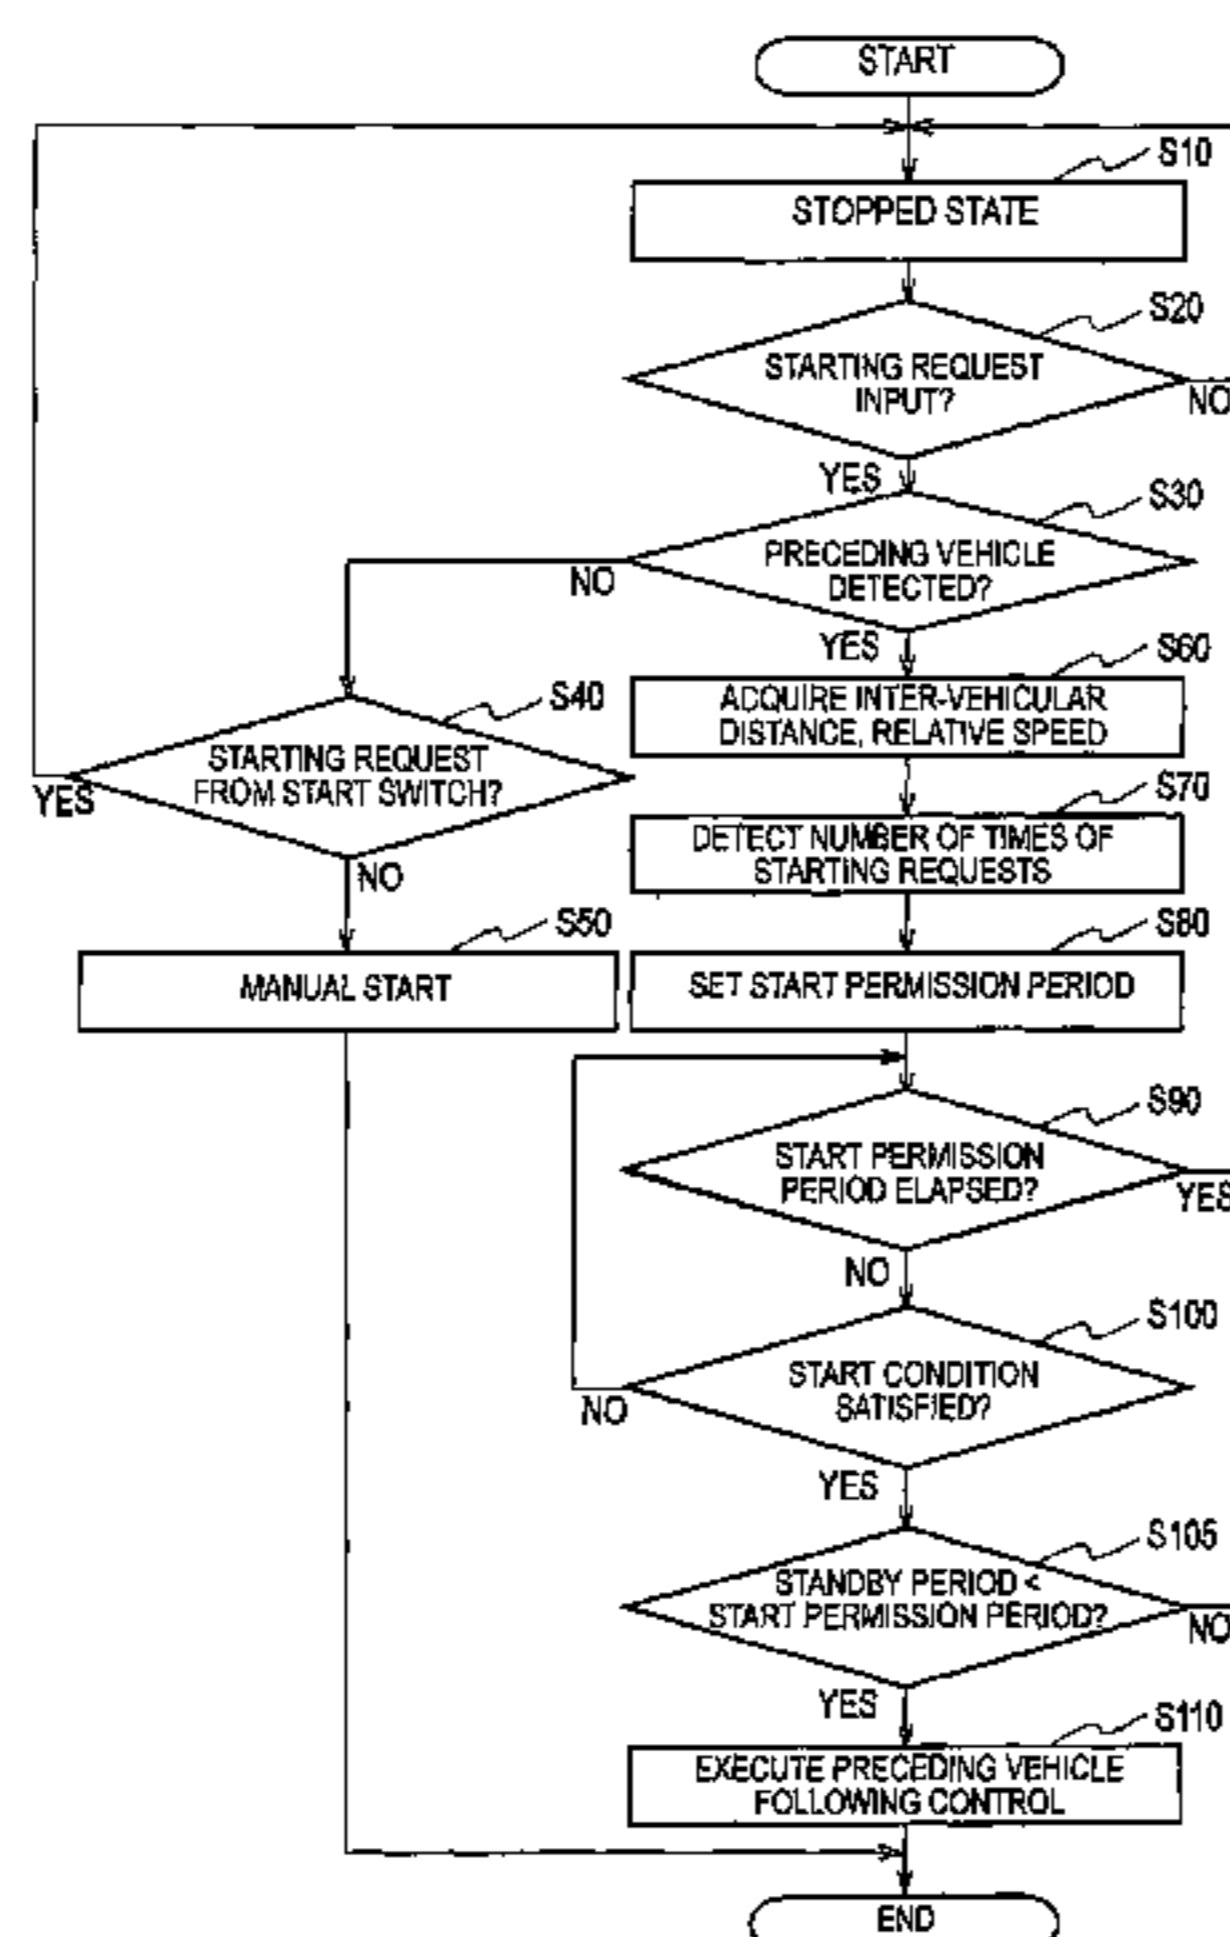 START
S10
STOPPED STATE
S20
STARTING REQUEST
INPUT?
NO
YES
S30
PRECEDING VEHICLE
DETECTED?
NO
YES
S60
ACQUIRE INTER-VEHICULAR
DISTANCE, RELATIVE SPEED
S40
STARTING REQUEST
FROM START SWITCH?
YES
NO
S70
DETECT NUMBER OF TIMES OF
STARTING REQUESTS
S50
MANUAL START
S80
SET START PERMISSION PERIOD
S90
START PERMISSION
PERIOD ELAPSED?
YES
NO
S100
START CONDITION
SATISFIED?
NO
YES
S105
STANDBY PERIOD <
START PERMISSION PERIOD?
NO
YES
S110
EXECUTE PRECEDING VEHICLE
FOLLOWING CONTROL
END